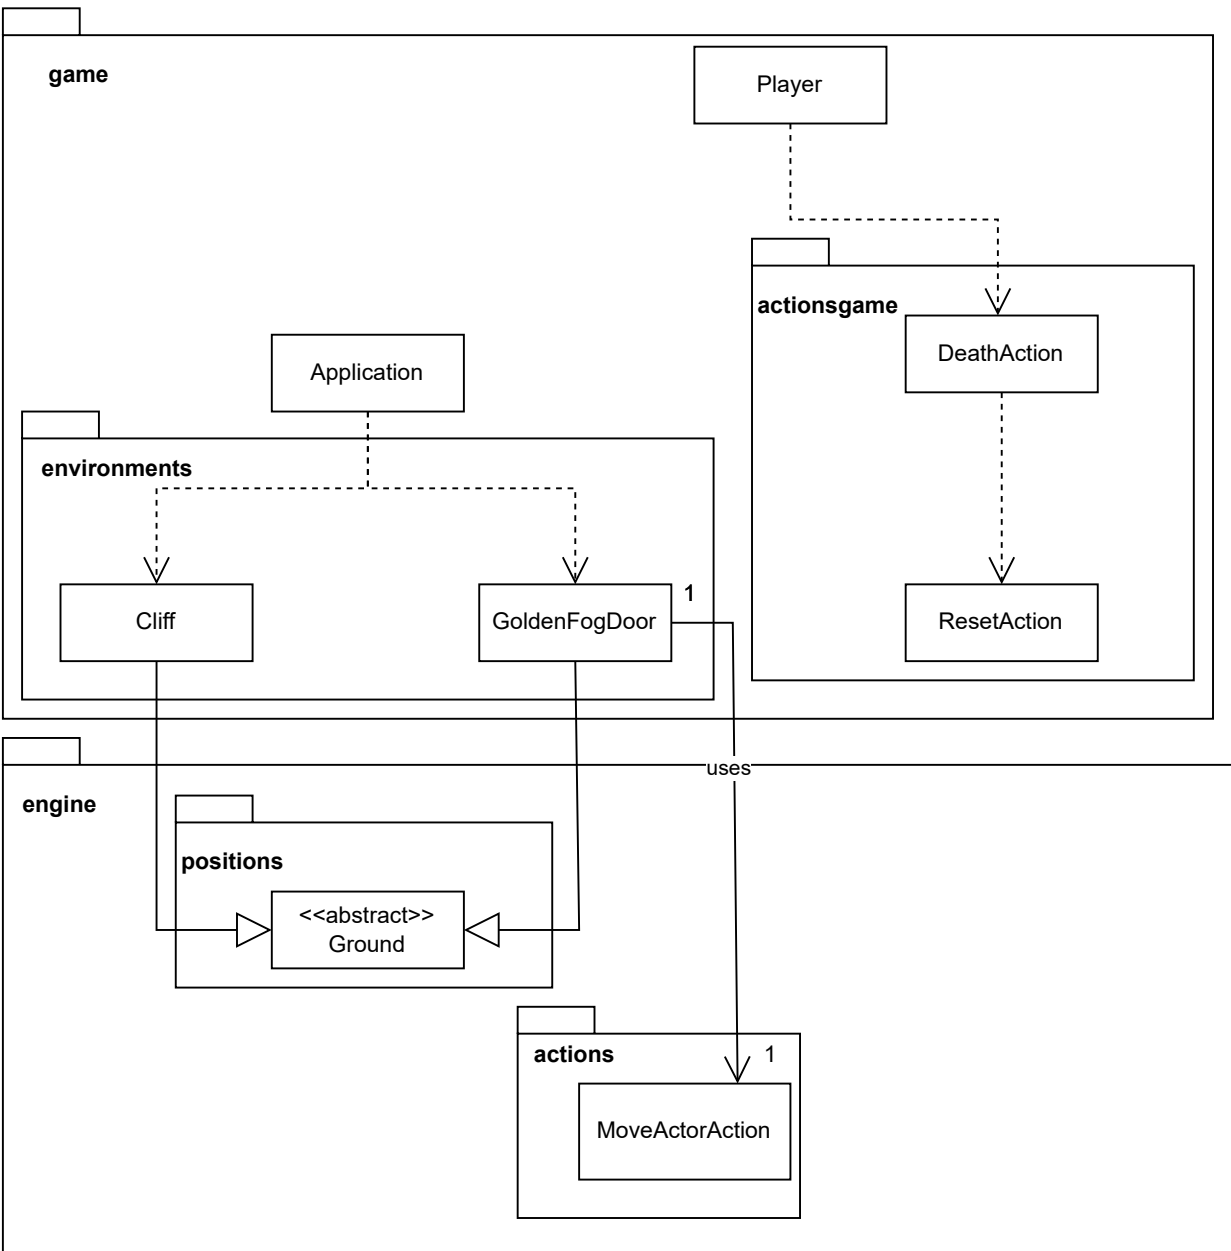 game
Player
actionsgame
DeathAction
Application
environments
Cliff
GoldenFogDoor
1
ResetAction
uses
engine
positions
<<abstract>>
Ground
actions
1
MoveActorAction